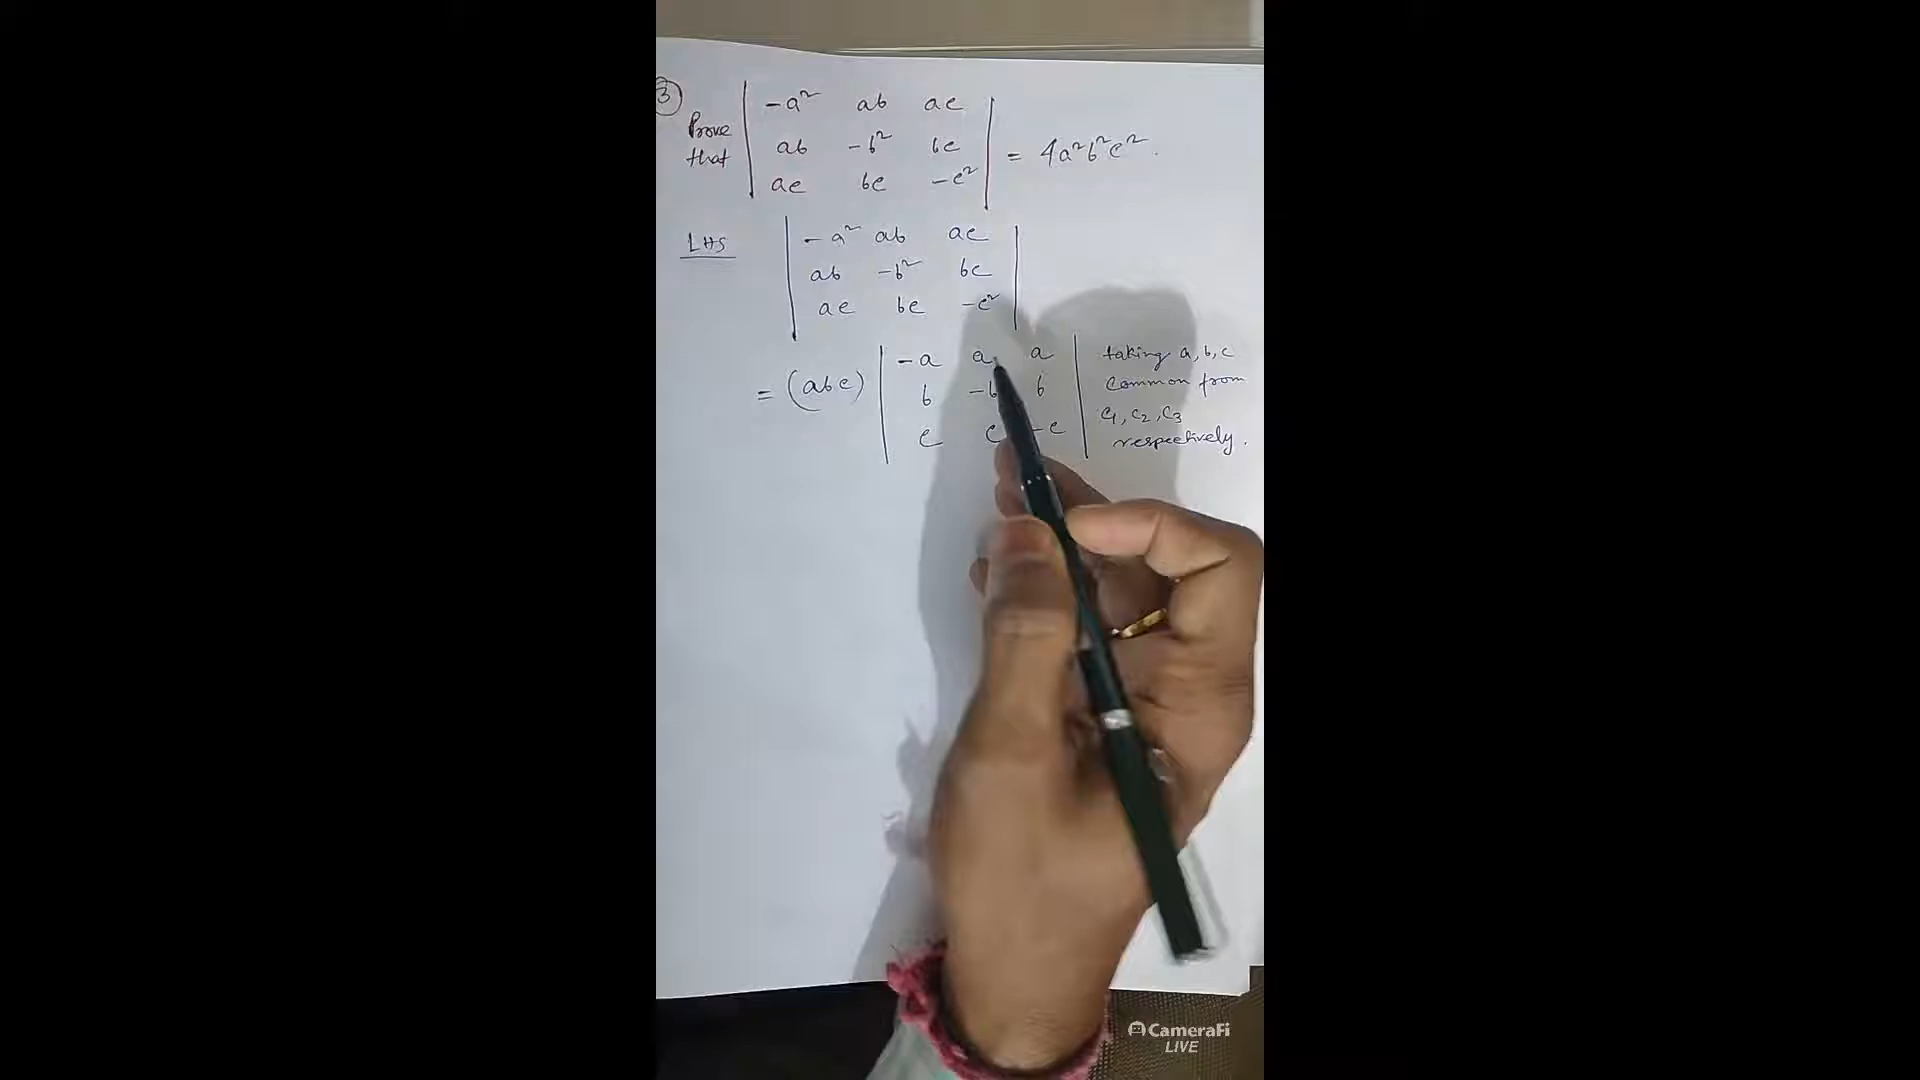 3
Prove that | -a² ab ac |
| ab -b² bc | = 4a²b²c².
| ac bc -c² |
LHS | -a² ab ac |
| ab -b² bc |
| ac bc -c² |
= (abc) | -a a a | taking a, b, c
| b -b b | common from
| c c -c | C1, C2, C3
respectively.
CameraFi
LIVE